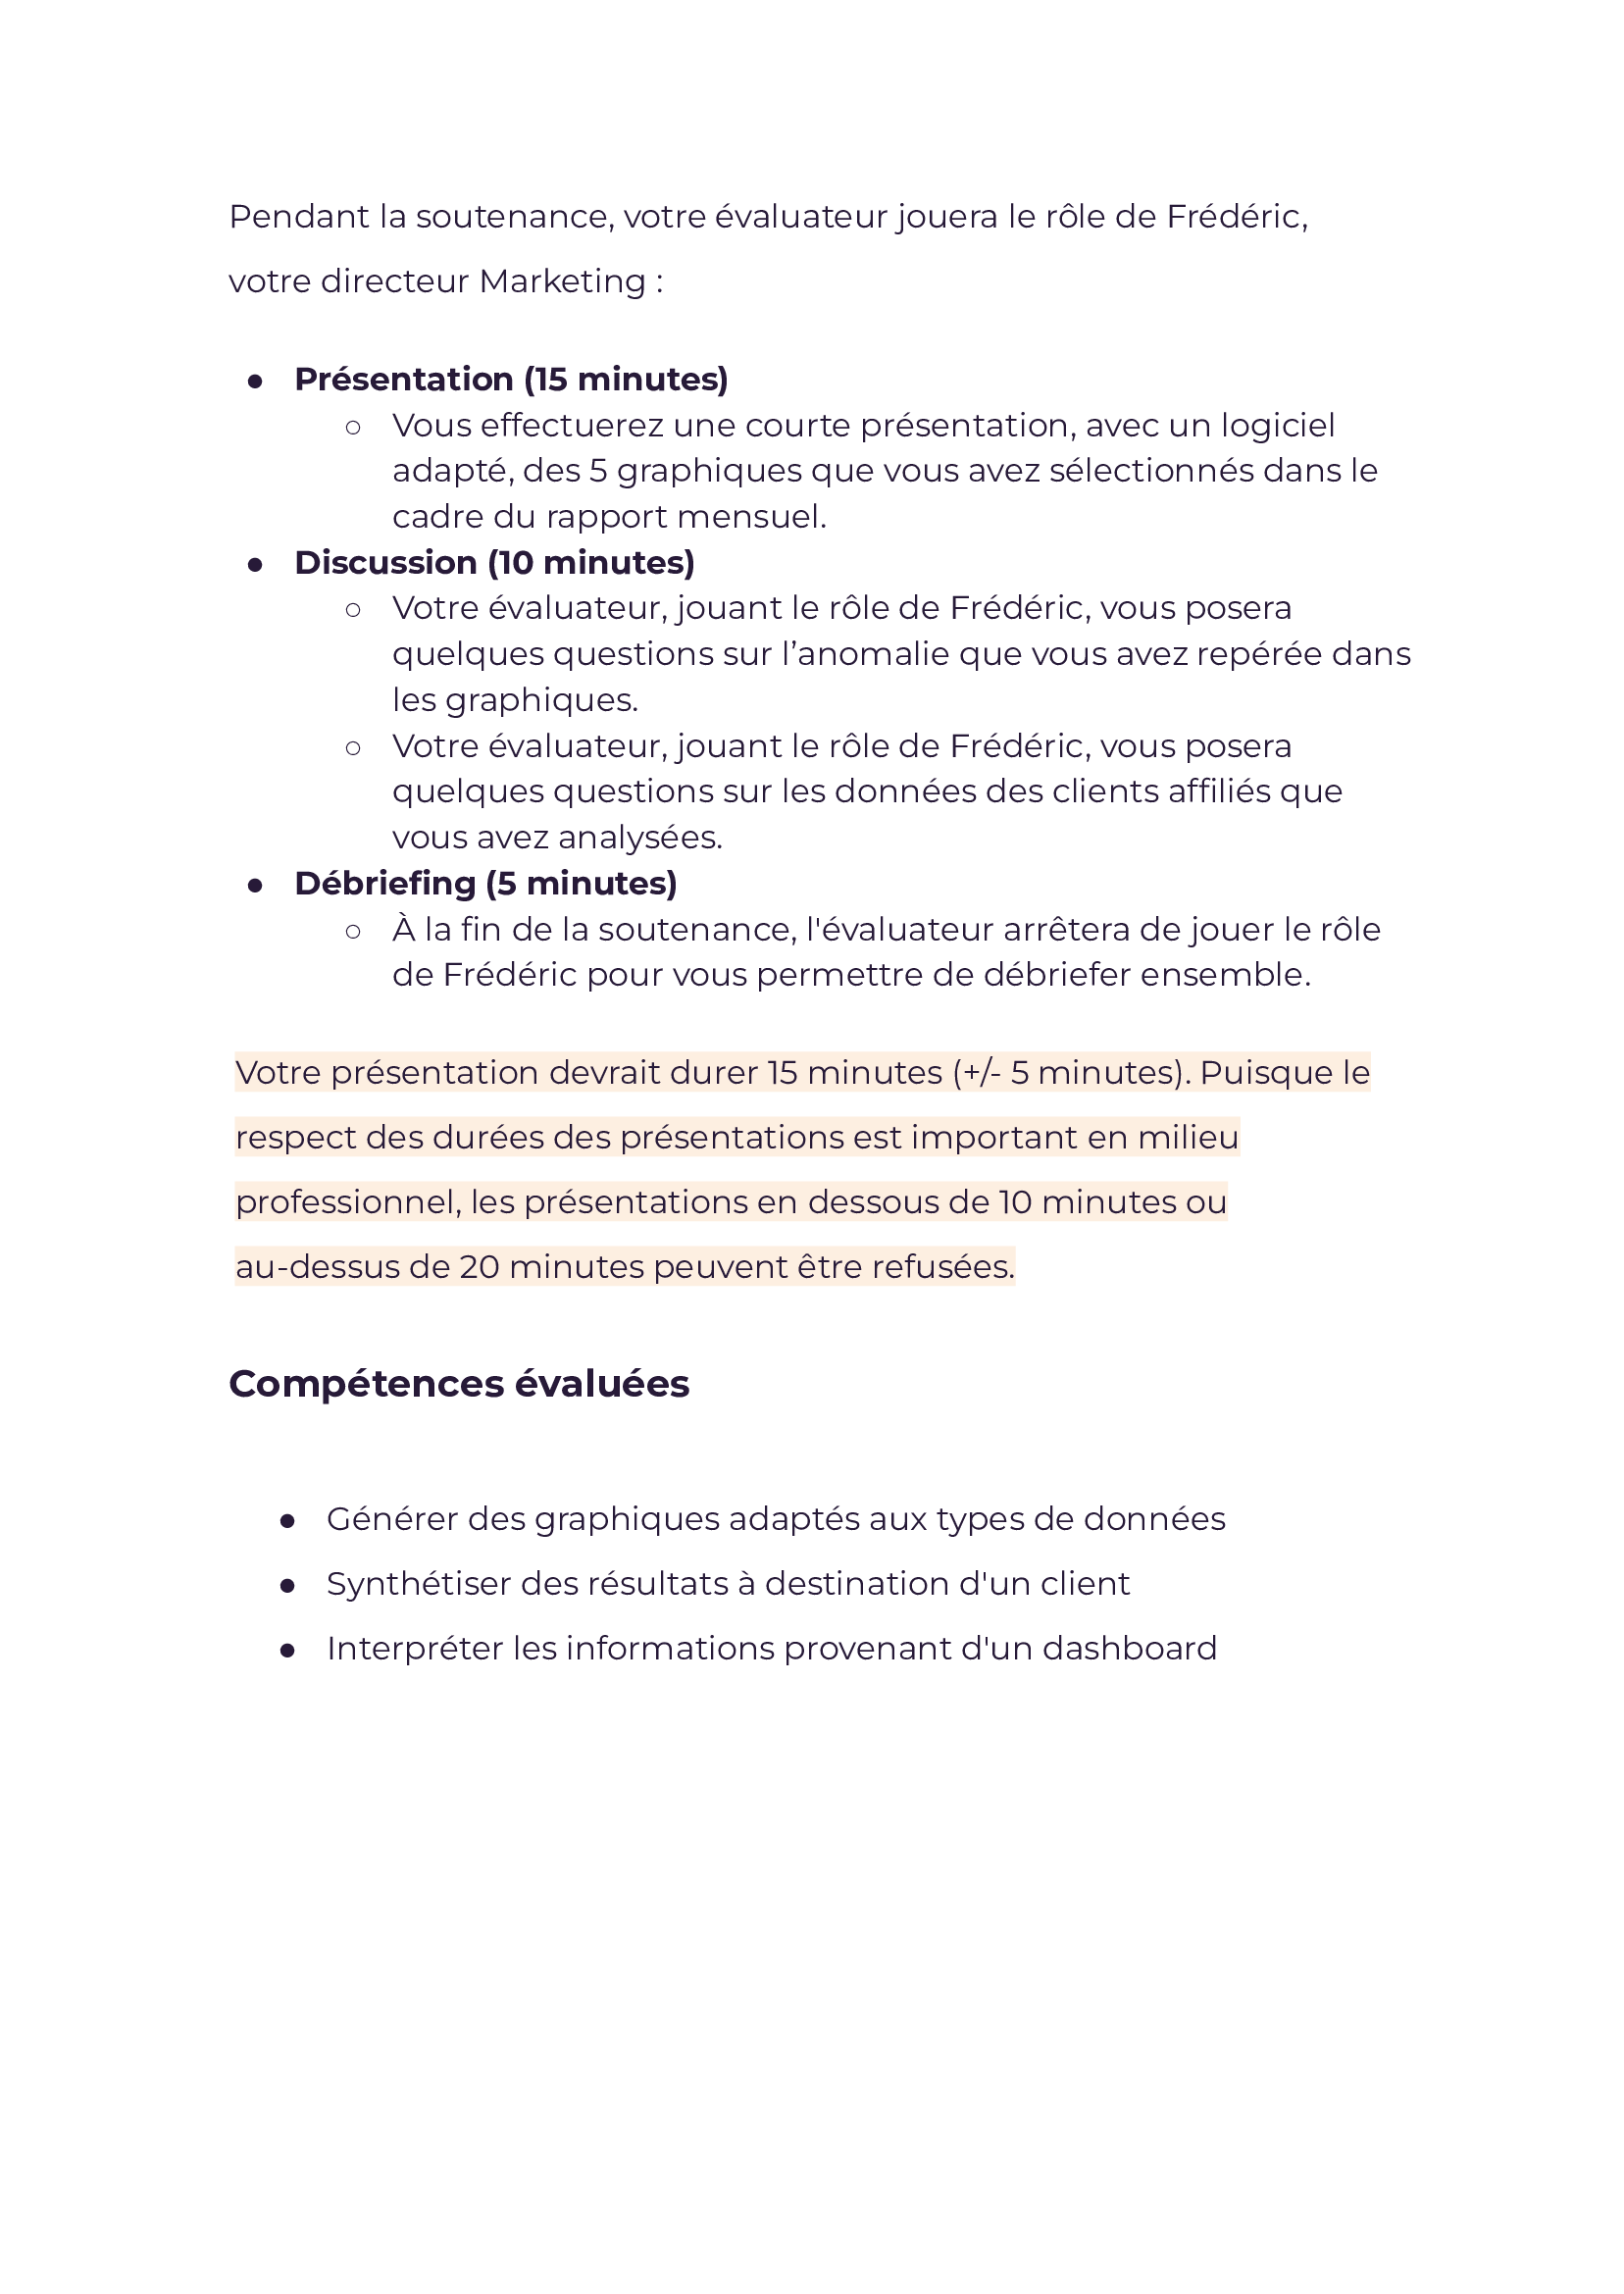 Pendant la soutenance, votre évaluateur jouera le rôle de Frédéric,
votre directeur Marketing :
● Présentation (15 minutes)
○ Vous effectuerez une courte présentation, avec un logiciel
adapté, des 5 graphiques que vous avez sélectionnés dans le
cadre du rapport mensuel.
● Discussion (10 minutes)
○ Votre évaluateur, jouant le rôle de Frédéric, vous posera
quelques questions sur l’anomalie que vous avez repérée dans
les graphiques.
○ Votre évaluateur, jouant le rôle de Frédéric, vous posera
quelques questions sur les données des clients affiliés que
vous avez analysées.
● Débriefing (5 minutes)
○ À la fin de la soutenance, l'évaluateur arrêtera de jouer le rôle
de Frédéric pour vous permettre de débriefer ensemble.
Votre présentation devrait durer 15 minutes (+/- 5 minutes). Puisque le
respect des durées des présentations est important en milieu
professionnel, les présentations en dessous de 10 minutes ou
au-dessus de 20 minutes peuvent être refusées.
Compétences évaluées
● Générer des graphiques adaptés aux types de données
● Synthétiser des résultats à destination d'un client
● Interpréter les informations provenant d'un dashboard